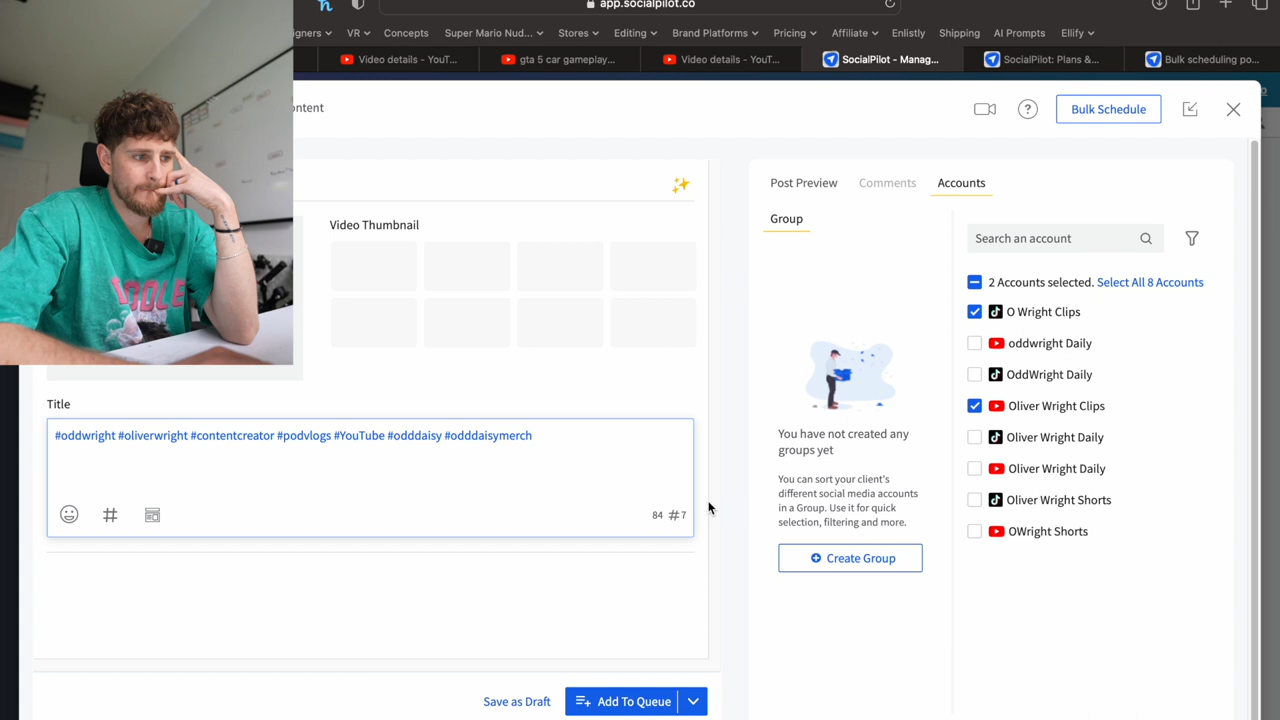 app.socialpilot.co
igners
VR
Concepts
Super Mario Nud...
Stores
Editing
Brand Platforms
Pricing
Affiliate
Enlistly
Shipping
AI Prompts
Ellify
Video details - YouT...
gta 5 car gameplay...
Video details - YouT...
SocialPilot - Manag...
SocialPilot: Plans &...
Bulk scheduling po...
ontent
Bulk Schedule
Video Thumbnail
Title
#oddwright #oliverwright #contentcreator #podvlogs #YouTube #odddaisy #odddaisymerch
84 #7
Save as Draft
Add To Queue
Post Preview
Comments
Accounts
Group
You have not created any
groups yet
You can sort your client's
different social media accounts
in a Group. Use it for quick
selection, filtering and more.
Create Group
Search an account
2 Accounts selected. Select All 8 Accounts
O Wright Clips
oddwright Daily
OddWright Daily
Oliver Wright Clips
Oliver Wright Daily
Oliver Wright Daily
Oliver Wright Shorts
OWright Shorts